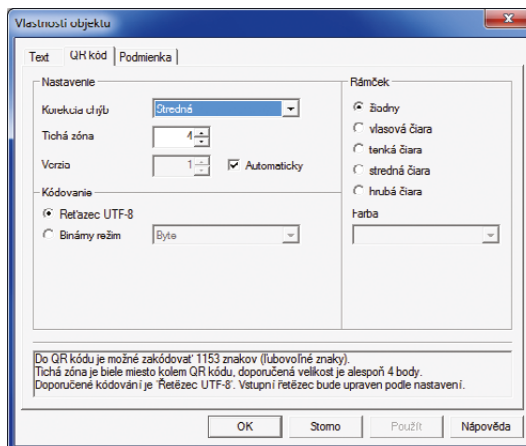 Vlastnosti objektu
Text QR kód Podmienka
Nastavenie
Korekcia chýb Stredná
Tichá zóna 4
Verzia 1 Automaticky
Kódovanie
Reťazec UTF-8
Binárny režim Byte
Rámček
žiadny
vlasová čiara
tenká čiara
stredná čiara
hrubá čiara
Farba
Do QR kódu je možné zakódovať 1153 znakov (ľubovoľné znaky).
Tichá zóna je biele miesto kolem QR kódu, doporučená velikost je alespoň 4 body.
Doporučené kódování je 'Řetězec UTF-8'. Vstupní řetězec bude upraven podle nastavení.
OK Storno Použít Nápověda